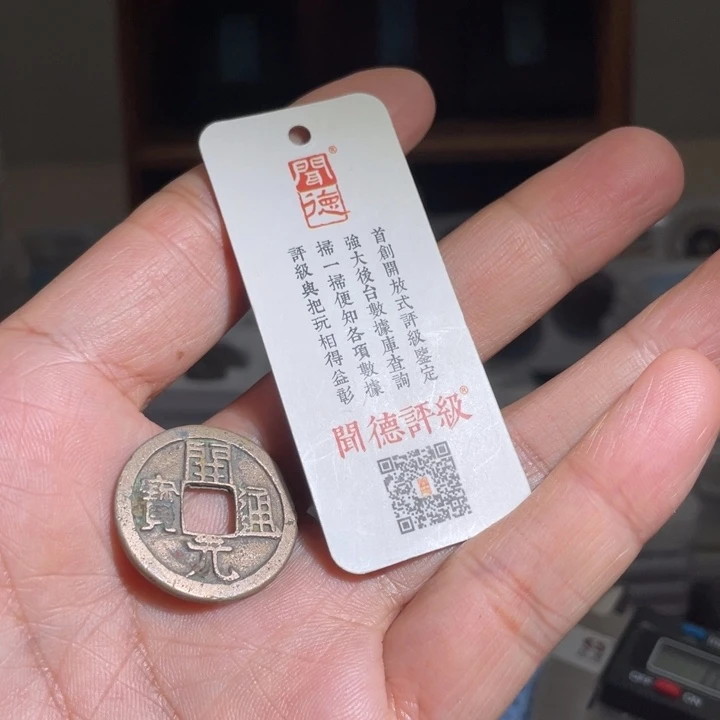 聞德®
首創開放式評級鑒定
強大後台數據庫查詢
掃一掃便知各項數據
評級與把玩相得益彰
聞德評級®
開元通寶
OFF
ON